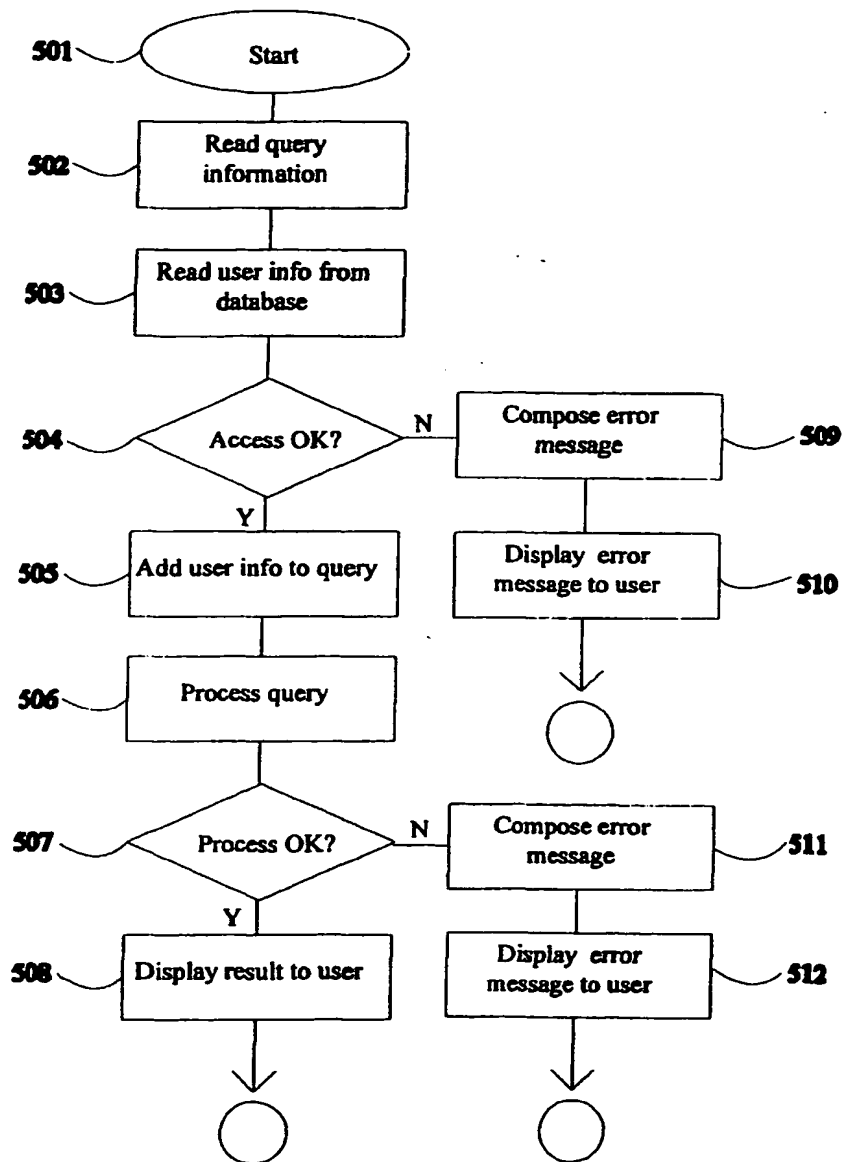 501
Start
502
Read query
information
503
Read user info from
database
504
Access OK?
N
Compose error
message
509
Y
505
Add user info to query
Display error
message to user
510
506
Process query
507
Process OK?
N
Compose error
message
511
Y
508
Display result to user
Display error
message to user
512